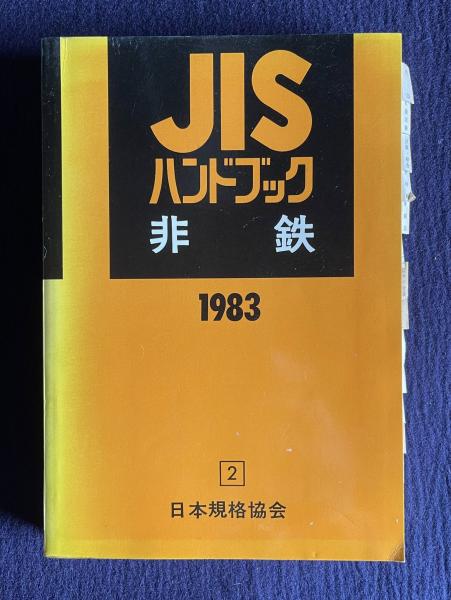 JIS
ハンドブック
非 鉄
1983
2
日本規格協会